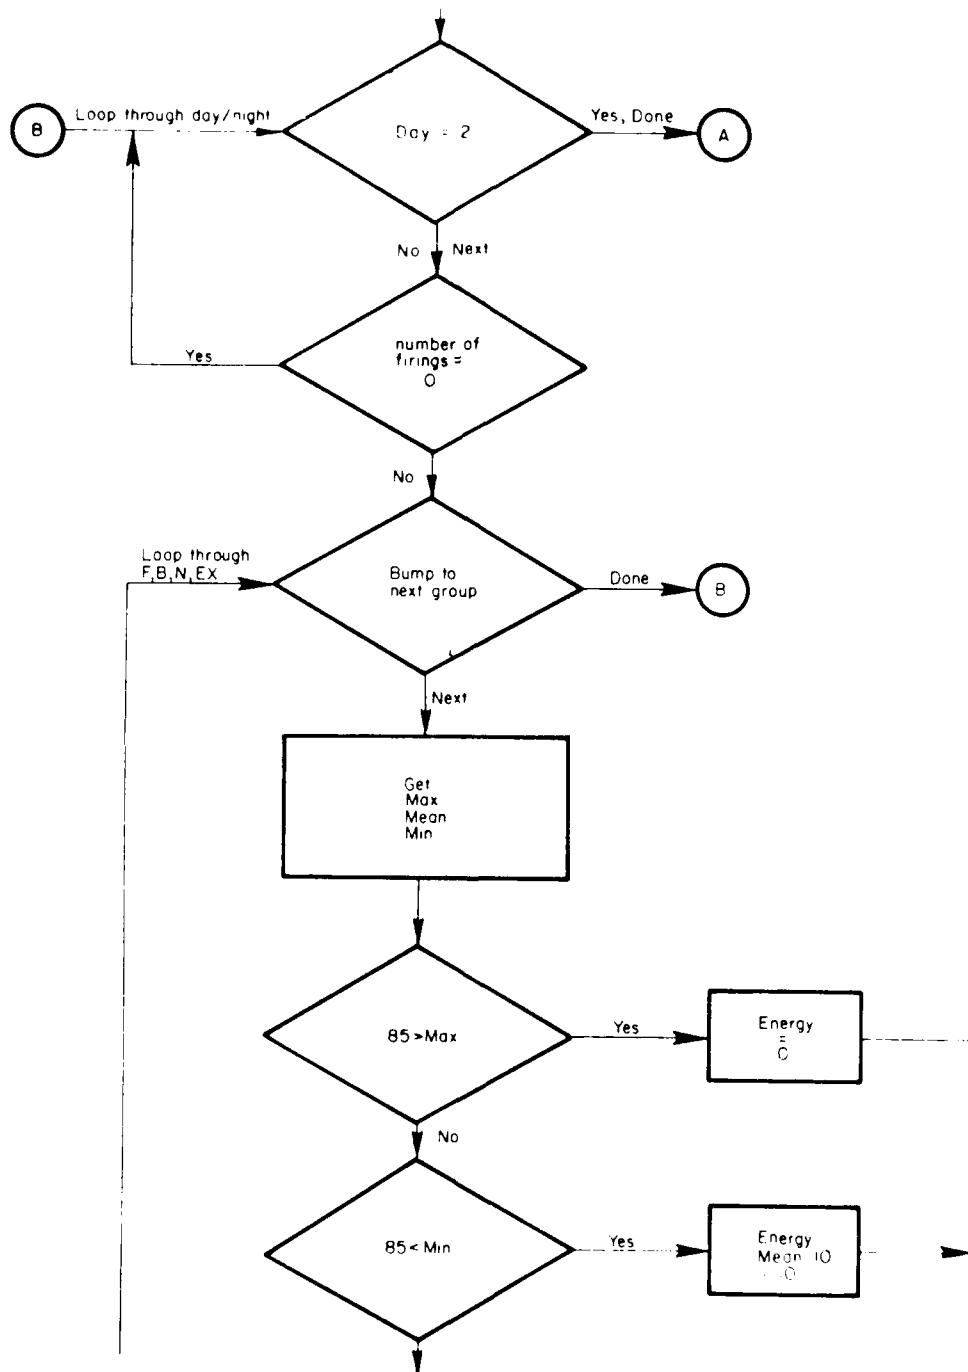 B
Loop through day/night
Day = 2
Yes, Done
A
No Next
number of
firings =
0
Yes
No
Loop through
F,B,N,EX
Bump to
next group
Done
B
Next
Get
Max
Mean
Min
85>Max
Yes
Energy
=
0
No
85<Min
Yes
Energy
Mean 10